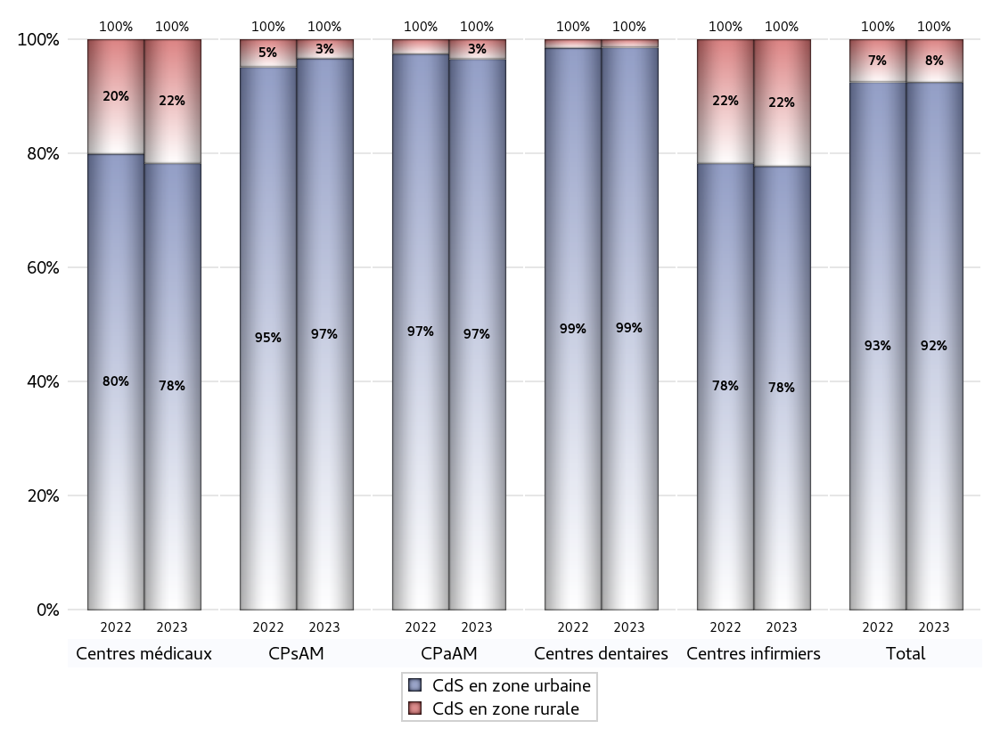 100% 100% 100% 100% 100% 100% 100% 100% 100% 100% 100% 100%
100%
5% 3% 3% 7% 8%
20% 22% 22% 22%
80%
60%
95% 97% 97% 97% 99% 99% 93% 92%
80% 78% 78% 78%
40%
20%
0%
2022 2023 2022 2023 2022 2023 2022 2023 2022 2023 2022 2023
Centres médicaux CPsAM CPaAM Centres dentaires Centres infirmiers Total
CdS en zone urbaine
CdS en zone rurale